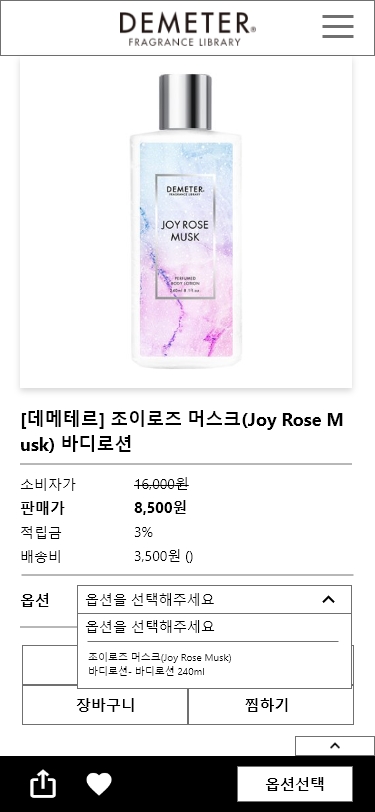 DEMETER®
FRAGRANCE LIBRARY
DEMETER.
FRAGRANCE LIBRARY
JOY ROSE
MUSK
PERFUMED
BODY LOTION
240ml 8.1 fl.oz
[데메테르] 조이로즈 머스크(Joy Rose M
usk) 바디로션
소비자가 16,000원
판매가 8,500원
적립금 3%
배송비 3,500원 ()
옵션 옵션을 선택해주세요
옵션을 선택해주세요
조이로즈 머스크(Joy Rose Musk)
바디로션- 바디로션 240ml
장바구니 찜하기
옵션선택